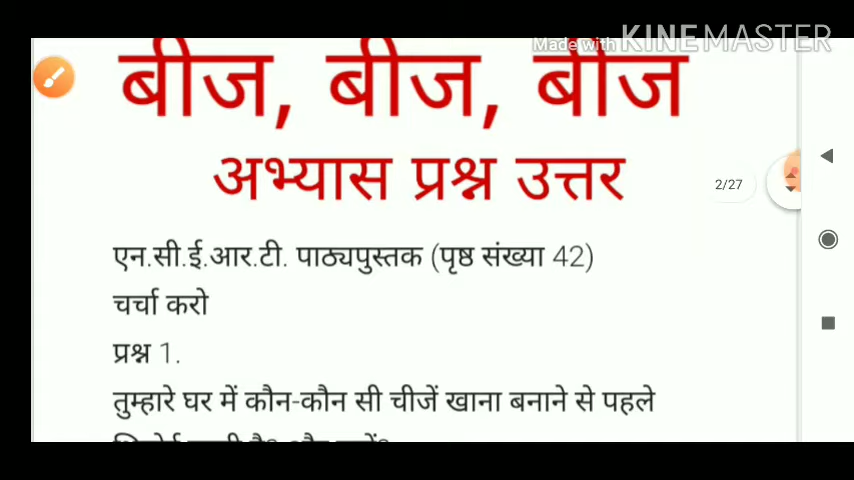 Made with KINEMASTER
बीज, बीज, बीज
अभ्यास प्रश्न उत्तर
2/27
एन.सी.ई.आर.टी. पाठ्यपुस्तक (पृष्ठ संख्या 42)
चर्चा करो
प्रश्न 1.
तुम्हारे घर में कौन-कौन सी चीजें खाना बनाने से पहले